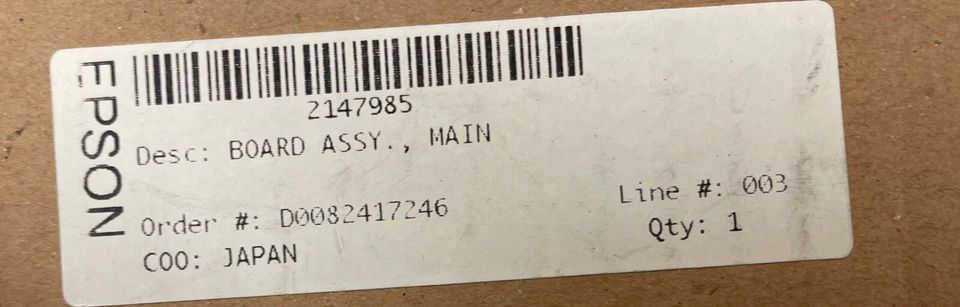 EPSON
2147985
Desc: BOARD ASSY., MAIN
Order #: D0082417246
Line #: 003
COO: JAPAN
Qty: 1